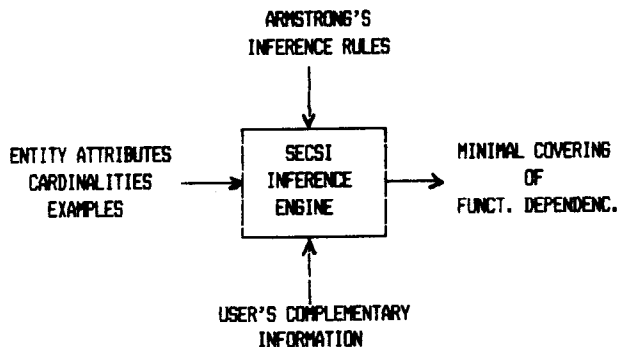 ARMSTRONG'S
INFERENCE RULES
ENTITY ATTRIBUTES
CARDINALITIES
EXAMPLES
SECSI
INFERENCE
ENGINE
MINIMAL COVERING
OF
FUNCT. DEPENDENC.
USER'S COMPLEMENTARY
INFORMATION